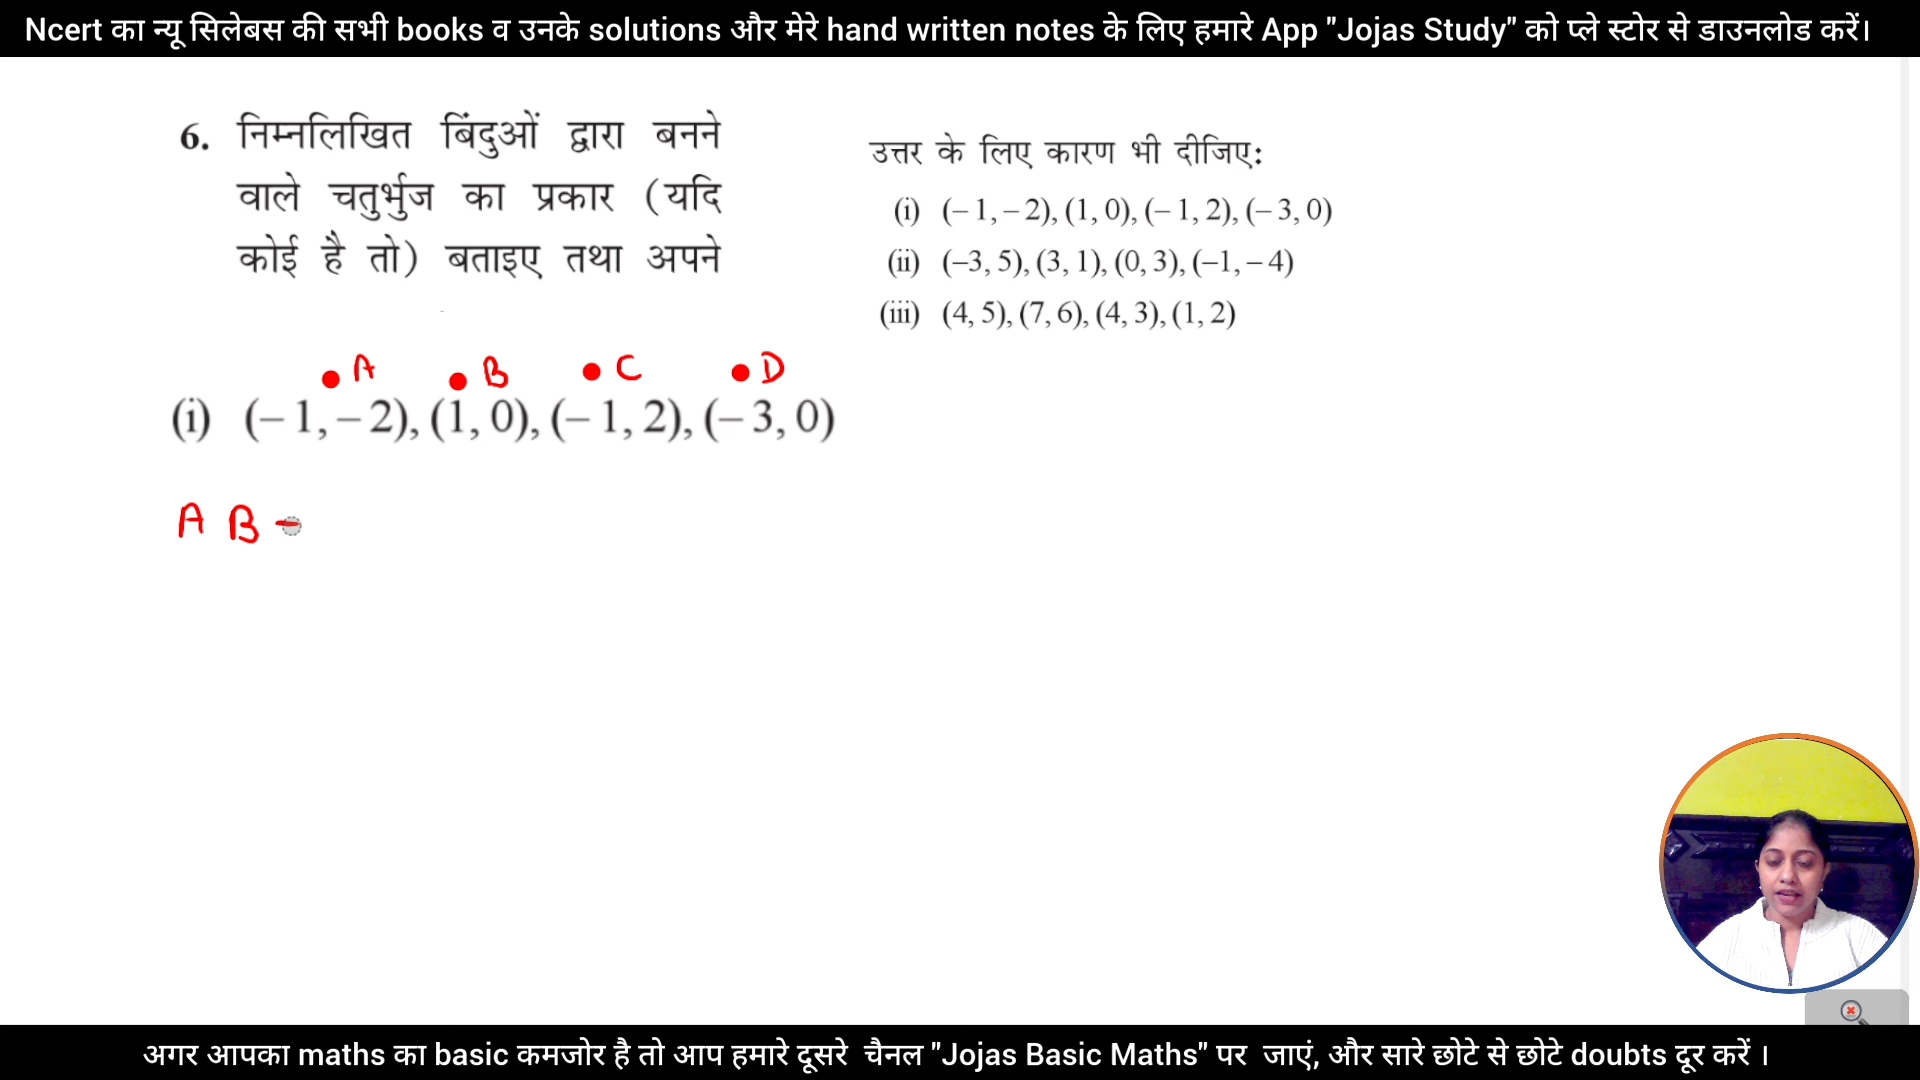 Ncert का न्यू सिलेबस की सभी books व उनके solutions और मेरे hand written notes के लिए हमारे App "Jojas Study" को प्ले स्टोर से डाउनलोड करें।
6. निम्नलिखित बिंदुओं द्वारा बनने
वाले चतुर्भुज का प्रकार (यदि
कोई है तो) बताइए तथा अपने
उत्तर के लिए कारण भी दीजिए:
(i) (– 1, – 2), (1, 0), (– 1, 2), (– 3, 0)
(ii) (–3, 5), (3, 1), (0, 3), (–1, – 4)
(iii) (4, 5), (7, 6), (4, 3), (1, 2)
A B C D
(i) (– 1, – 2), (1, 0), (– 1, 2), (– 3, 0)
A B -
अगर आपका maths का basic कमजोर है तो आप हमारे दूसरे चैनल "Jojas Basic Maths" पर जाएं, और सारे छोटे से छोटे doubts दूर करें ।